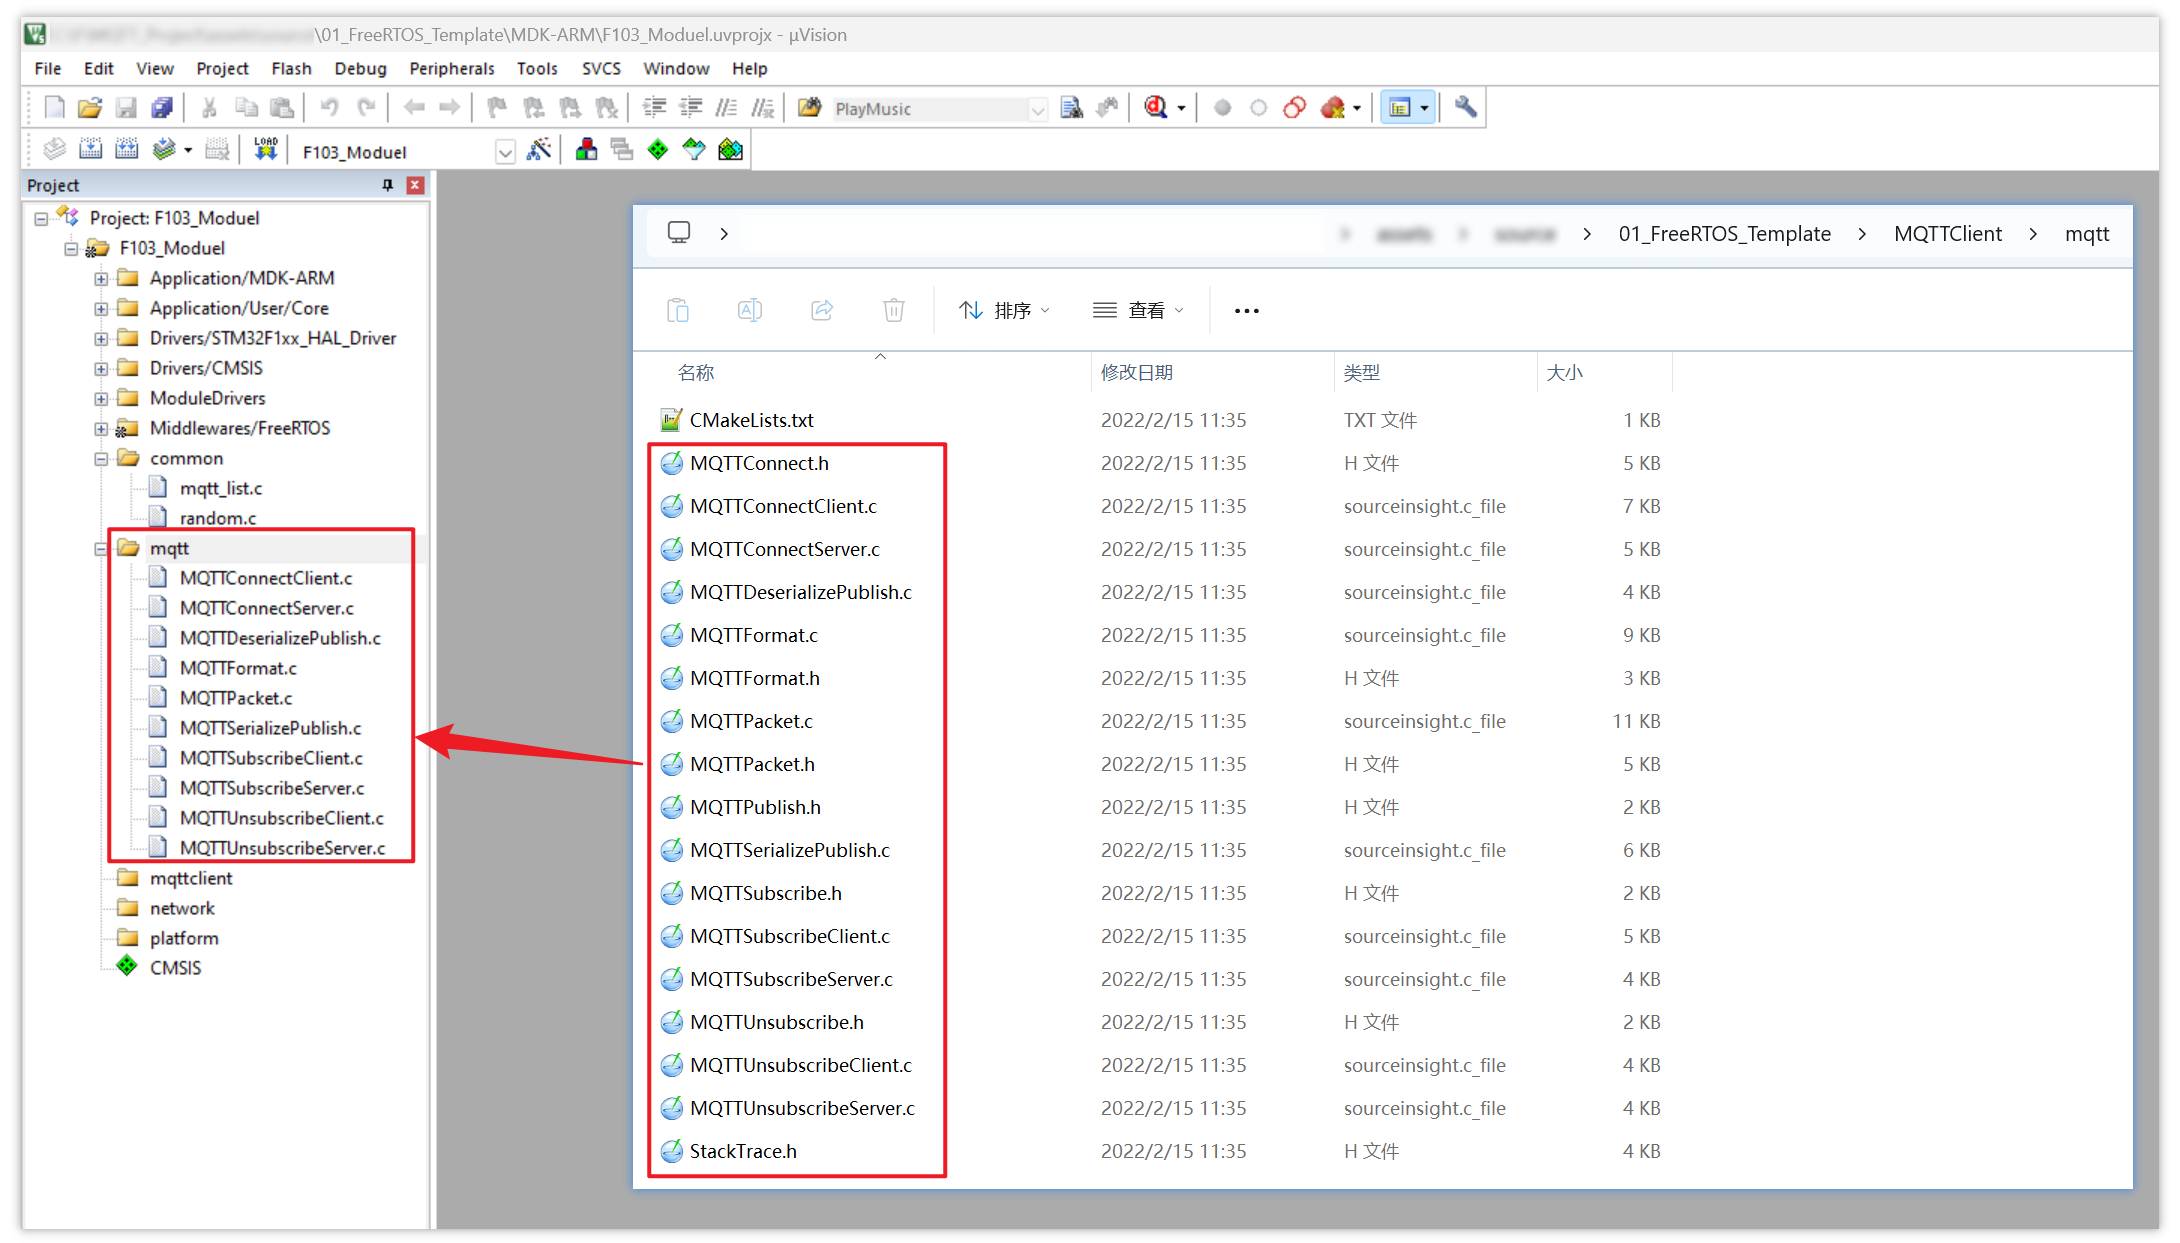 \01_FreeRTOS_Template\MDK-ARM\F103_Moduel.uvprojx - µVision
File Edit View Project Flash Debug Peripherals Tools SVCS Window Help
PlayMusic
LOAD F103_Moduel
Project
Project: F103_Moduel
F103_Moduel
Application/MDK-ARM
Application/User/Core
Drivers/STM32F1xx_HAL_Driver
Drivers/CMSIS
ModuleDrivers
Middlewares/FreeRTOS
common
mqtt_list.c
random.c
mqtt
MQTTConnectClient.c
MQTTConnectServer.c
MQTTDeserializePublish.c
MQTTFormat.c
MQTTPacket.c
MQTTSerializePublish.c
MQTTSubscribeClient.c
MQTTSubscribeServer.c
MQTTUnsubscribeClient.c
MQTTUnsubscribeServer.c
mqttclient
network
platform
CMSIS
assets > source > 01_FreeRTOS_Template > MQTTClient > mqtt
排序 查看
名称 修改日期 类型 大小
CMakeLists.txt 2022/2/15 11:35 TXT 文件 1 KB
MQTTConnect.h 2022/2/15 11:35 H 文件 5 KB
MQTTConnectClient.c 2022/2/15 11:35 sourceinsight.c_file 7 KB
MQTTConnectServer.c 2022/2/15 11:35 sourceinsight.c_file 5 KB
MQTTDeserializePublish.c 2022/2/15 11:35 sourceinsight.c_file 4 KB
MQTTFormat.c 2022/2/15 11:35 sourceinsight.c_file 9 KB
MQTTFormat.h 2022/2/15 11:35 H 文件 3 KB
MQTTPacket.c 2022/2/15 11:35 sourceinsight.c_file 11 KB
MQTTPacket.h 2022/2/15 11:35 H 文件 5 KB
MQTTPublish.h 2022/2/15 11:35 H 文件 2 KB
MQTTSerializePublish.c 2022/2/15 11:35 sourceinsight.c_file 6 KB
MQTTSubscribe.h 2022/2/15 11:35 H 文件 2 KB
MQTTSubscribeClient.c 2022/2/15 11:35 sourceinsight.c_file 5 KB
MQTTSubscribeServer.c 2022/2/15 11:35 sourceinsight.c_file 4 KB
MQTTUnsubscribe.h 2022/2/15 11:35 H 文件 2 KB
MQTTUnsubscribeClient.c 2022/2/15 11:35 sourceinsight.c_file 4 KB
MQTTUnsubscribeServer.c 2022/2/15 11:35 sourceinsight.c_file 4 KB
StackTrace.h 2022/2/15 11:35 H 文件 4 KB